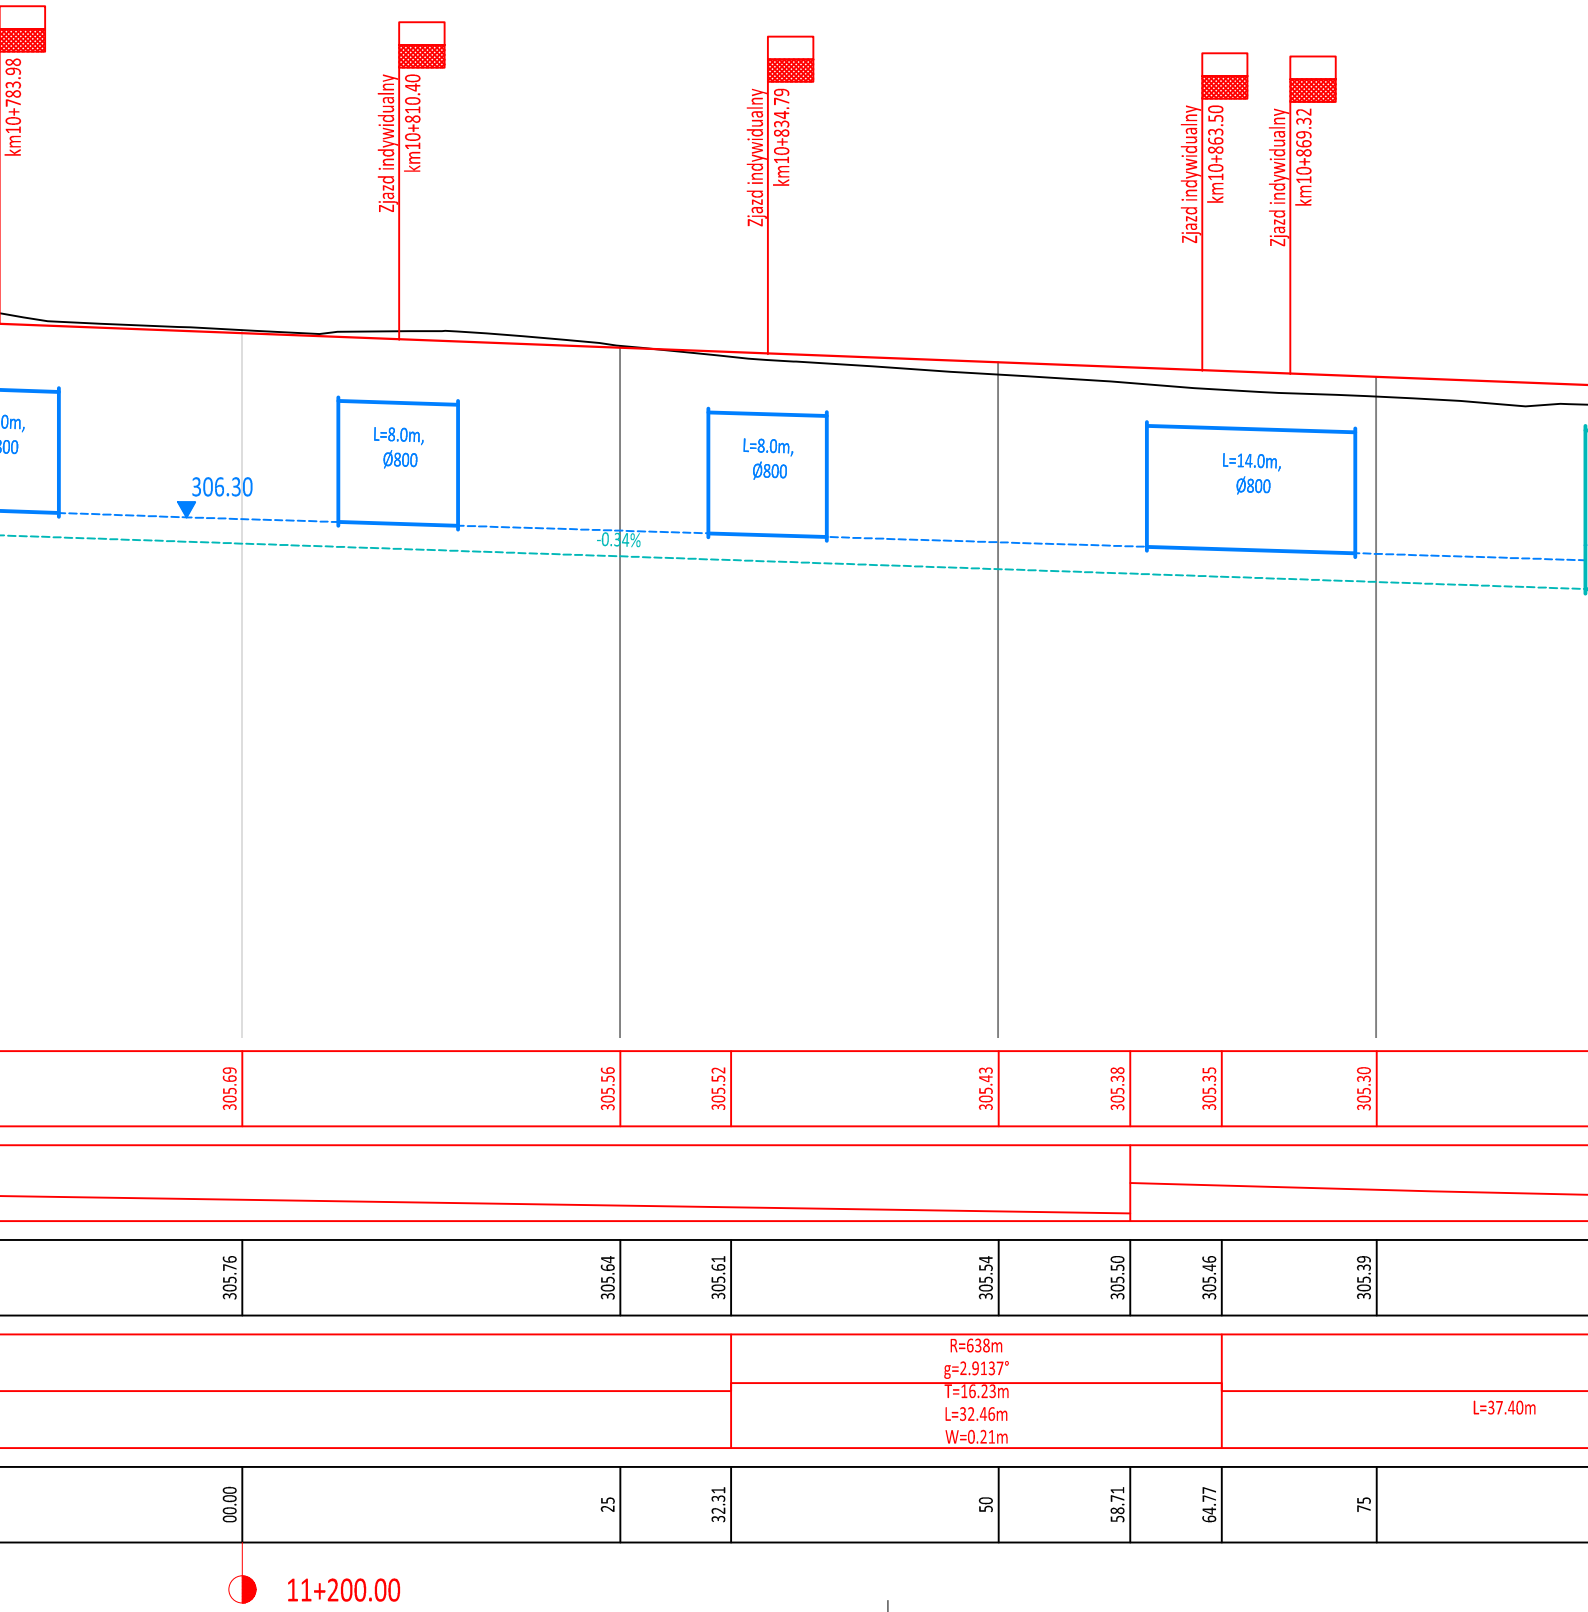 km10+783.98
Zjazd indywidualny
km10+810.40
Zjazd indywidualny
km10+834.79
Zjazd indywidualny
km10+863.50
Zjazd indywidualny
km10+869.32
0m,
800
L=8.0m,
Ø800
L=8.0m,
Ø800
L=14.0m,
Ø800
306.30
-0.34%
305.69
305.56
305.52
305.43
305.38
305.35
305.30
305.76
305.64
305.61
305.54
305.50
305.46
305.39
R=638m
g=2.9137°
T=16.23m
L=32.46m
W=0.21m
L=37.40m
00.00
25
32.31
50
58.71
64.77
75
11+200.00